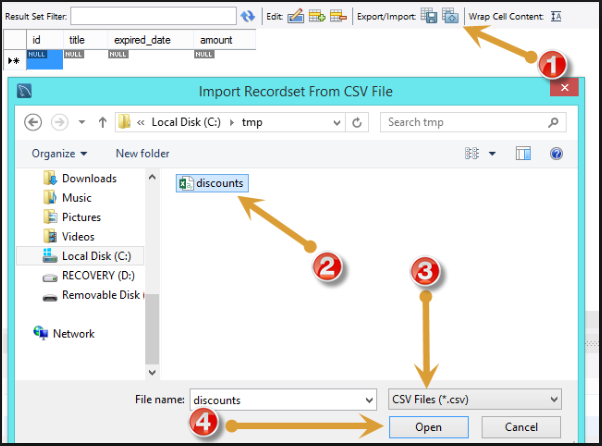 Result Set Filter: Edit: Export/Import: Wrap Cell Content: IA
id title expired_date amount
NULL NULL NULL NULL
1
Import Recordset From CSV File
« Local Disk (C:) tmp Search tmp
Organize New folder
Downloads
Music
Pictures
Videos
Local Disk (C:)
RECOVERY (D:)
Removable Disk (
Network
discounts
2
3
File name: discounts CSV Files (*.csv)
4 Open Cancel